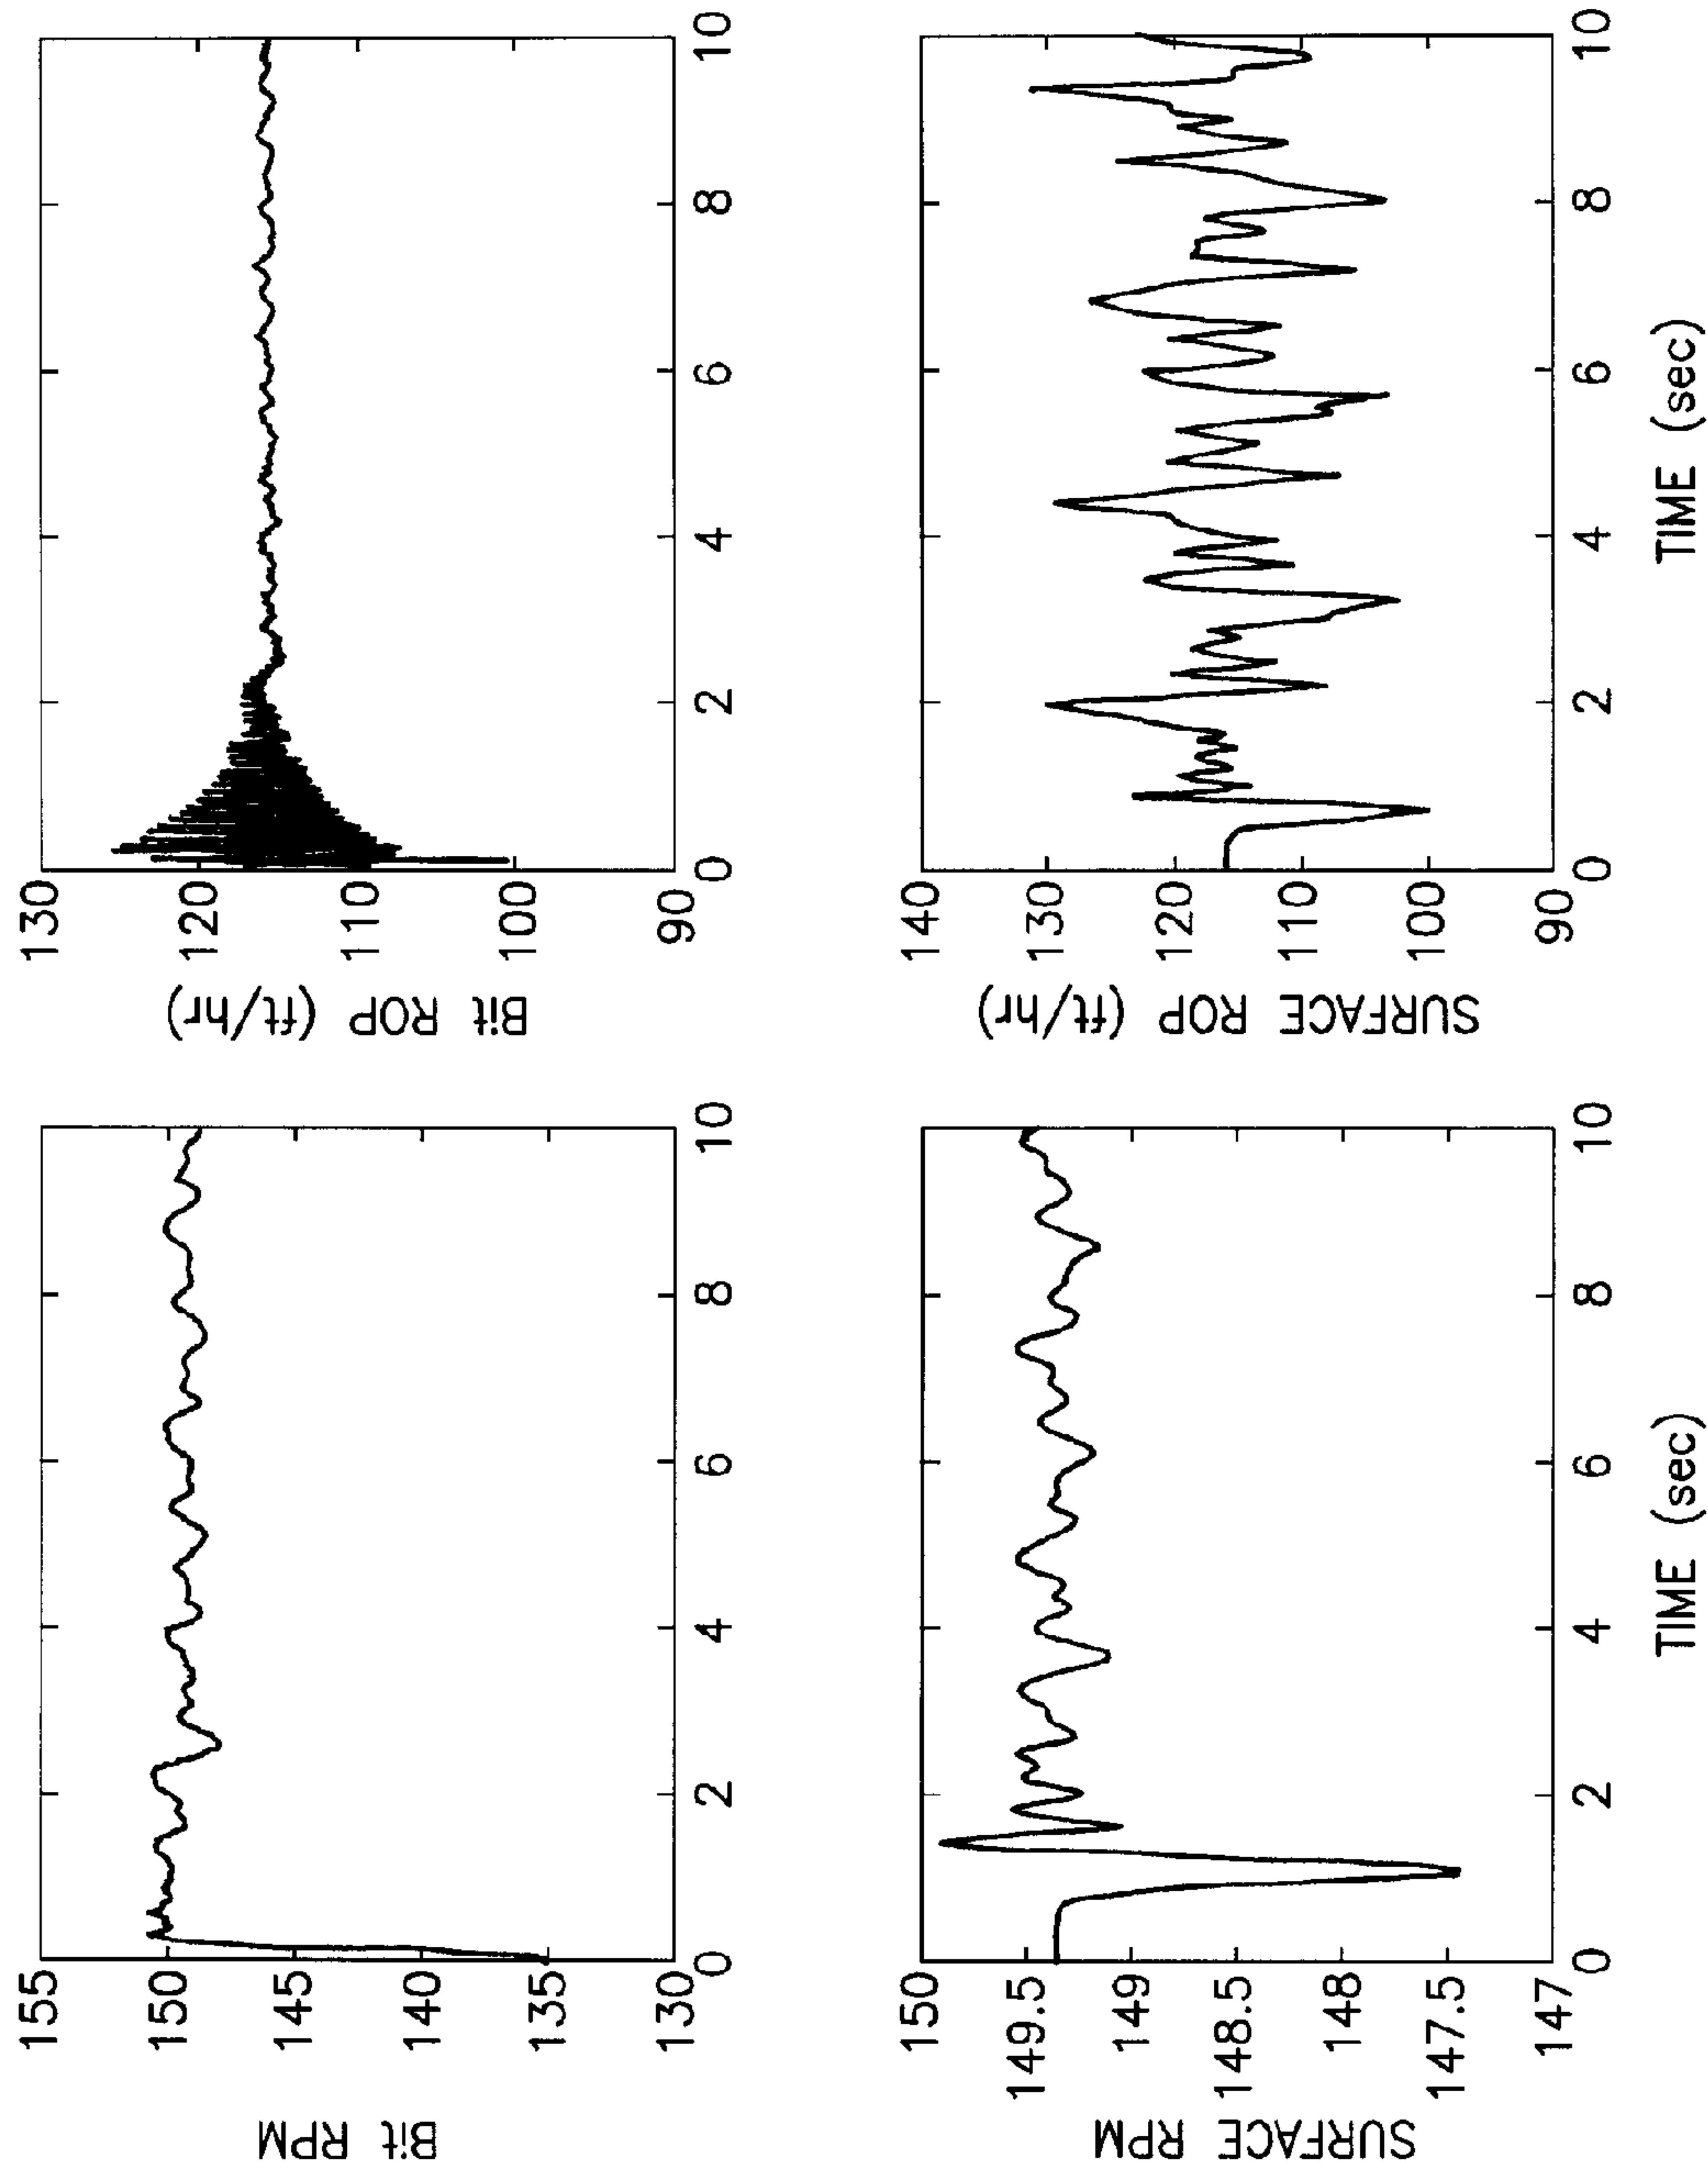 155
150
145
140
135
130
Bit RPM
0 2 4 6 8 10
130
120
110
100
90
Bit ROP (ft/hr)
0 2 4 6 8 10
150
149.5
149
148.5
148
147.5
147
SURFACE RPM
0 2 4 6 8 10
TIME (sec)
140
130
120
110
100
90
SURFACE ROP (ft/hr)
0 2 4 6 8 10
TIME (sec)